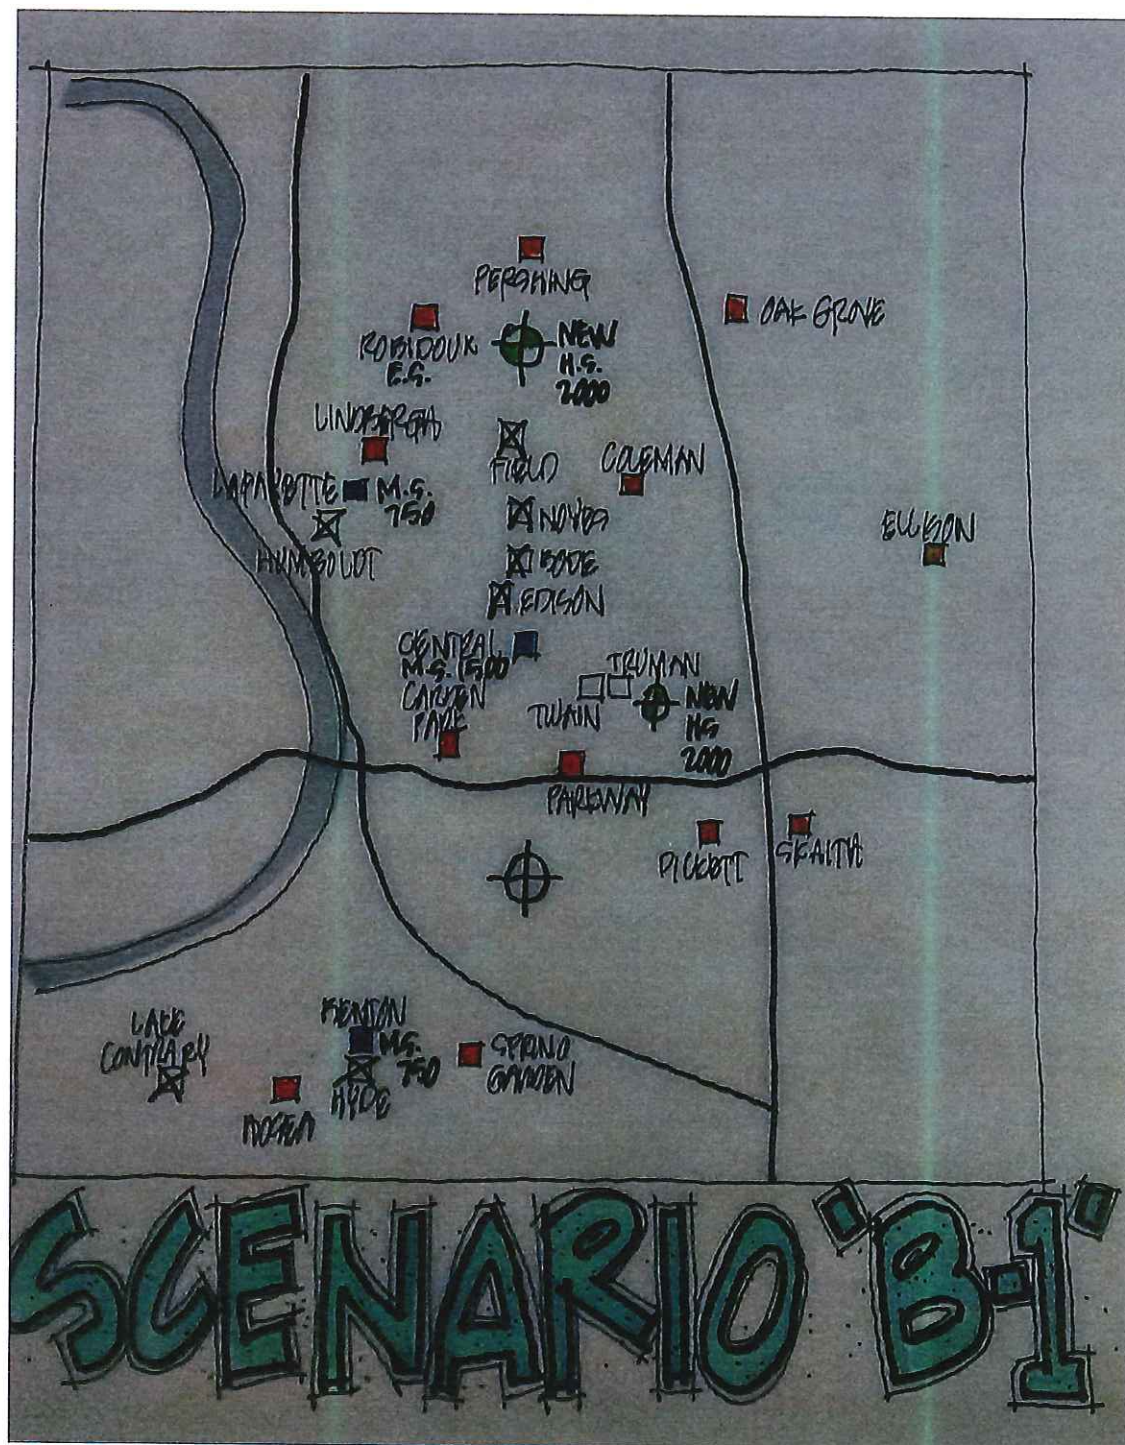 PERSHING
OAK GROVE
ROBIDOUX
E.S.
NEW
H.S.
2000
LINDBERGH
FIELD
COLEMAN
LAFAYETTE
M.S.
750
NOYES
HUMBOLDT
ELLISON
BODE
EDISON
CENTRAL
M.S. 1500
CARDEN
PARK
TRUMAN
TWAIN
NEW
HS
2000
PARKWAY
PICKETT
SKAITH
LAKE
CONTRARY
BENTON
M.S.
750
HYDE
SPRING
GARDEN
HOSEA
SCENARIO 'B-1'